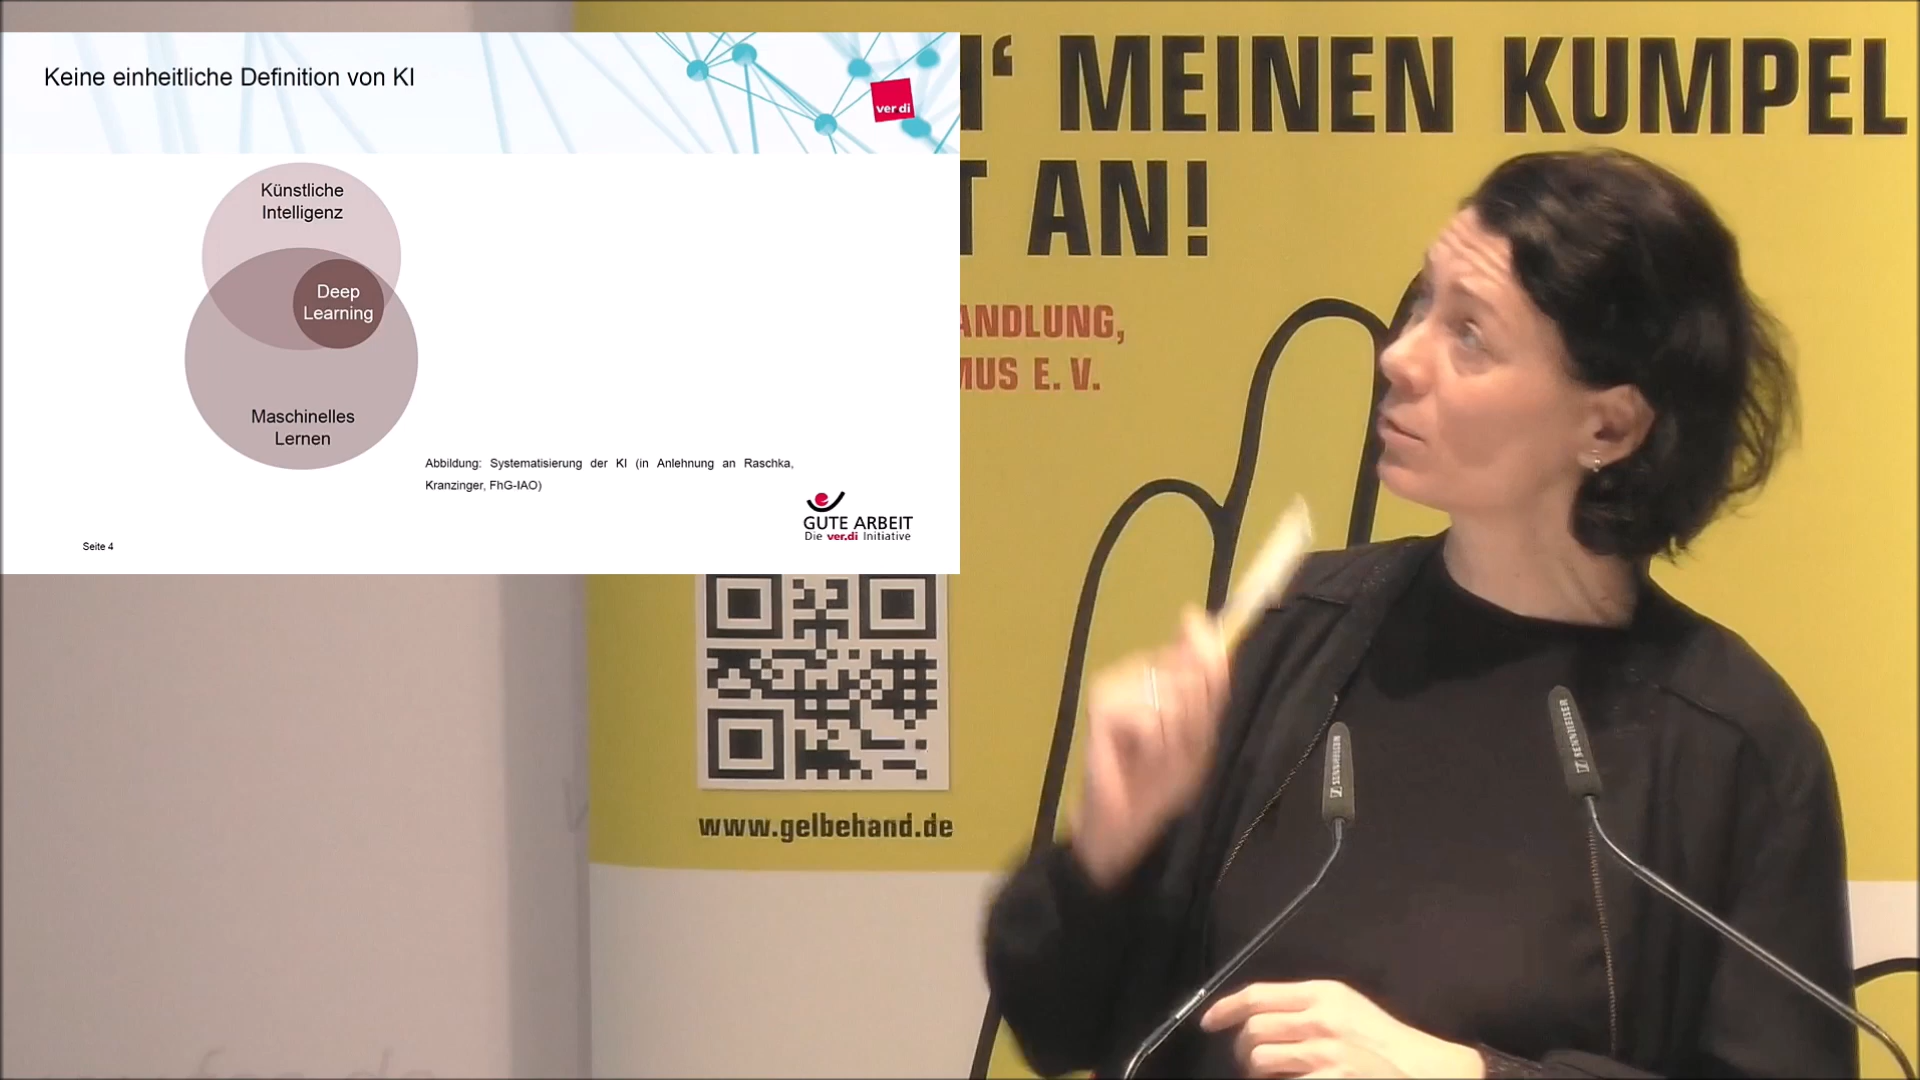 Keine einheitliche Definition von KI
ver di
Künstliche
Intelligenz
Deep
Learning
Maschinelles
Lernen
Abbildung: Systematisierung der KI (in Anlehnung an Raschka,
Kranzinger, FhG-IAO)
GUTE ARBEIT
Die ver.di Initiative
Seite 4
‘ MEINEN KUMPEL
T AN!
ANDLUNG,
MUS E. V.
www.gelbehand.de
SENNHEISER
SENNHEISER